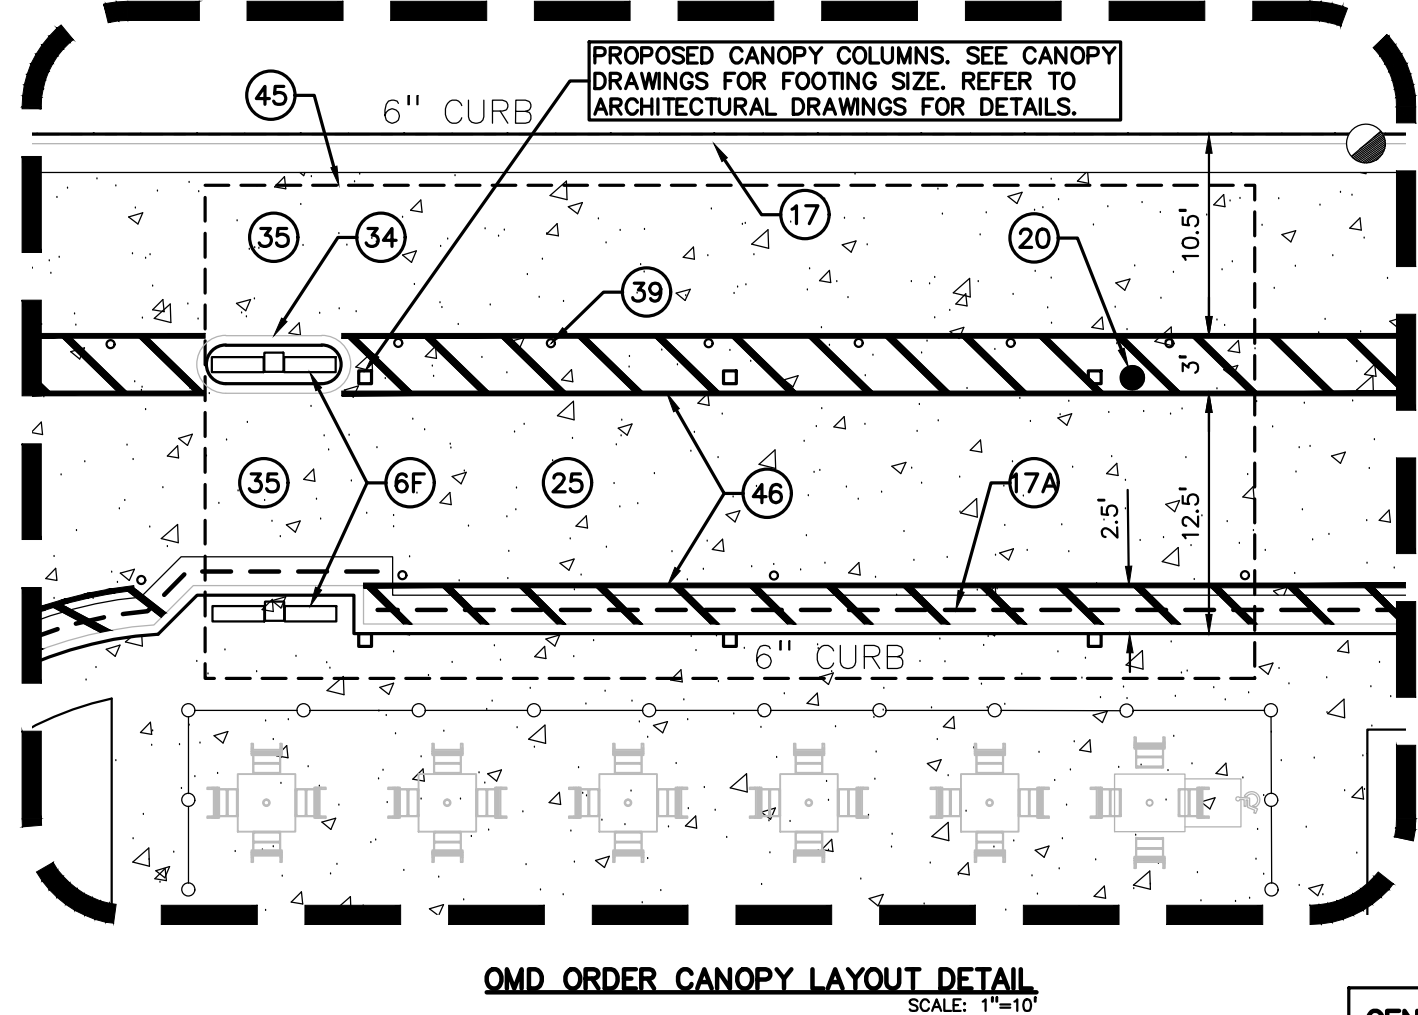 PROPOSED CANOPY COLUMNS. SEE CANOPY
DRAWINGS FOR FOOTING SIZE. REFER TO
ARCHITECTURAL DRAWINGS FOR DETAILS.
45
6" CURB
17
35
34
20
10.5'
39
3'
35
6F
25
46
17A
2.5'
12.5'
6" CURB
OMD ORDER CANOPY LAYOUT DETAIL
SCALE: 1"=10'